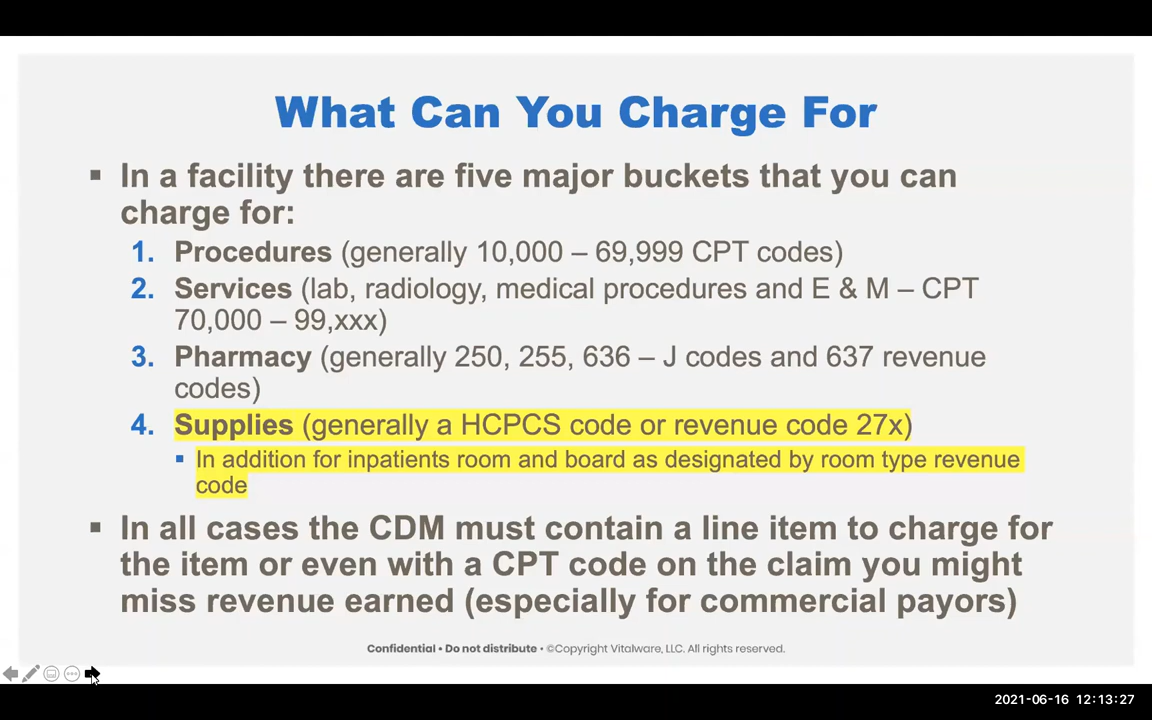 What Can You Charge For
▪ In a facility there are five major buckets that you can
charge for:
1. Procedures (generally 10,000 – 69,999 CPT codes)
2. Services (lab, radiology, medical procedures and E & M – CPT
70,000 – 99,xxx)
3. Pharmacy (generally 250, 255, 636 – J codes and 637 revenue
codes)
4. Supplies (generally a HCPCS code or revenue code 27x)
▪ In addition for inpatients room and board as designated by room type revenue
code
▪ In all cases the CDM must contain a line item to charge for
the item or even with a CPT code on the claim you might
miss revenue earned (especially for commercial payors)
Confidential • Do not distribute • ©Copyright Vitalware, LLC. All rights reserved.
2021-06-16 12:13:27